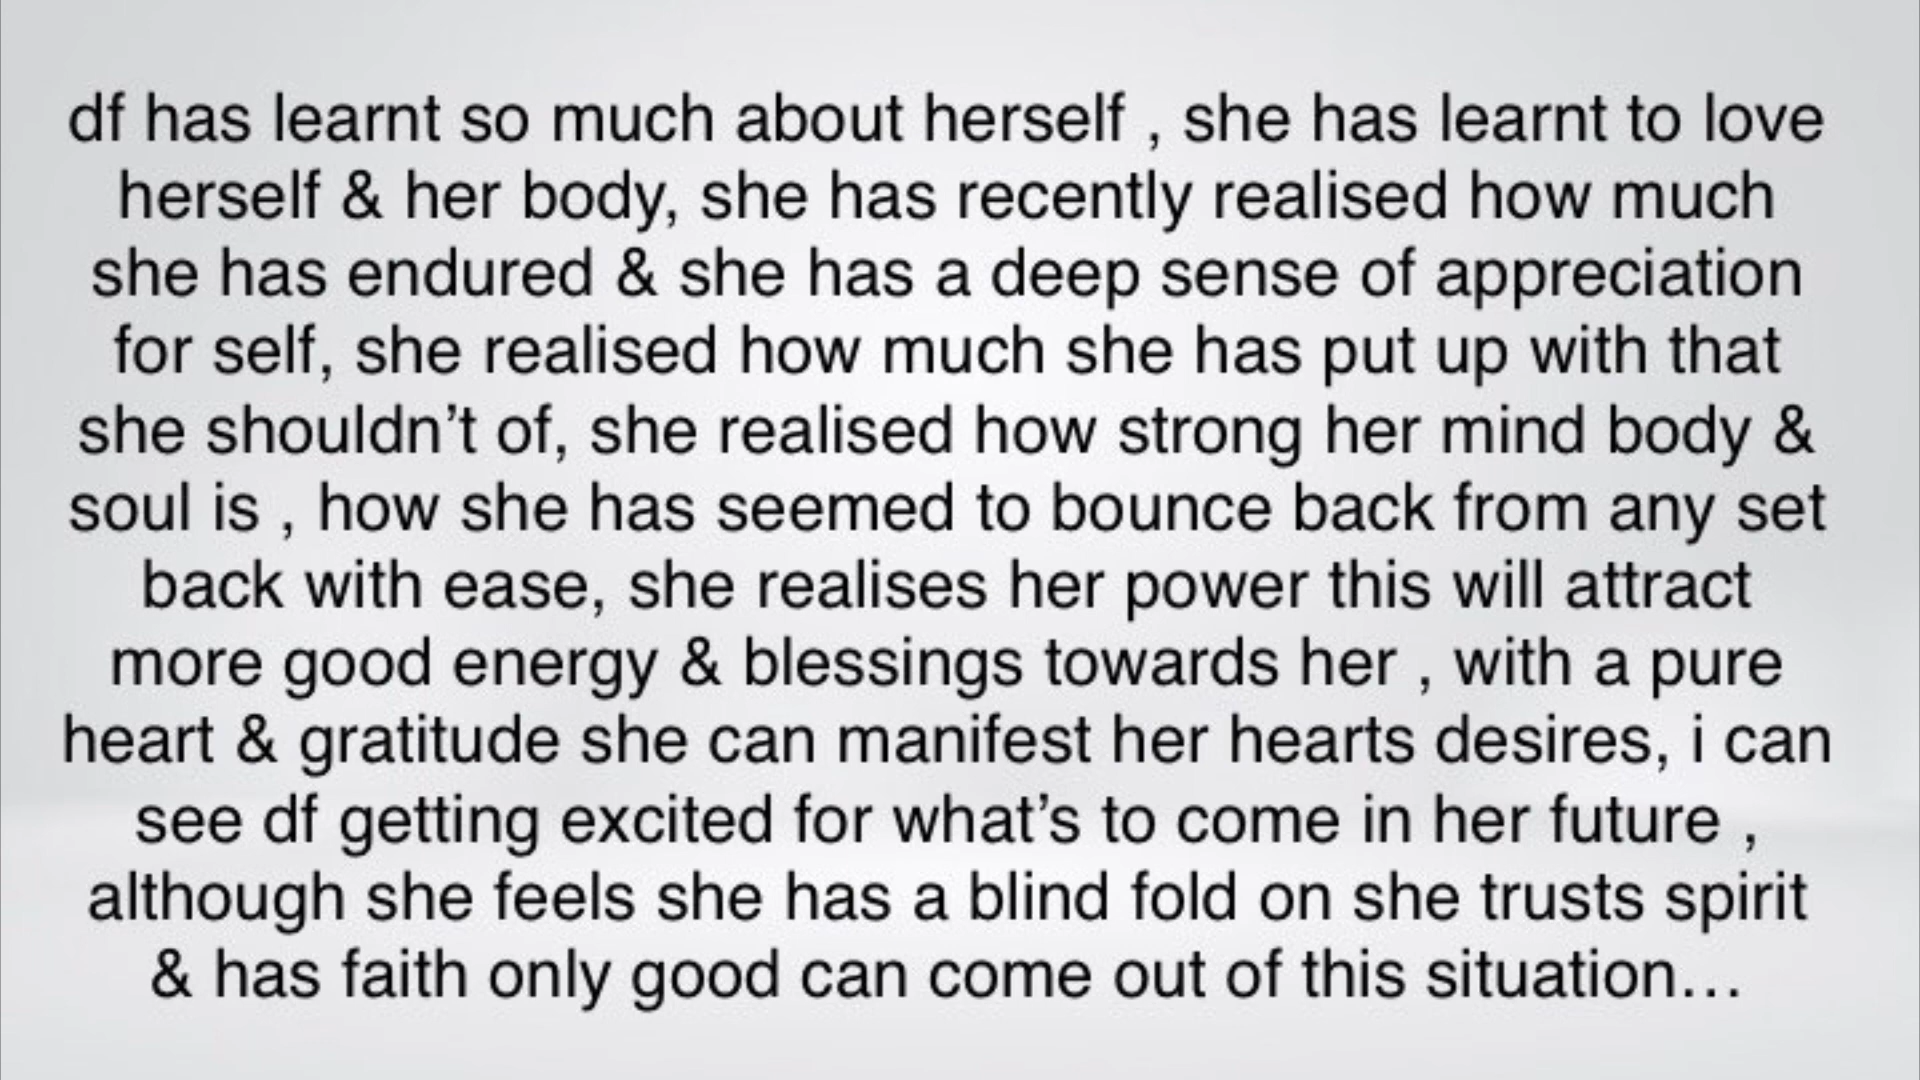 df has learnt so much about herself , she has learnt to love
herself & her body, she has recently realised how much
she has endured & she has a deep sense of appreciation
for self, she realised how much she has put up with that
she shouldn’t of, she realised how strong her mind body &
soul is , how she has seemed to bounce back from any set
back with ease, she realises her power this will attract
more good energy & blessings towards her , with a pure
heart & gratitude she can manifest her hearts desires, i can
see df getting excited for what’s to come in her future ,
although she feels she has a blind fold on she trusts spirit
& has faith only good can come out of this situation…